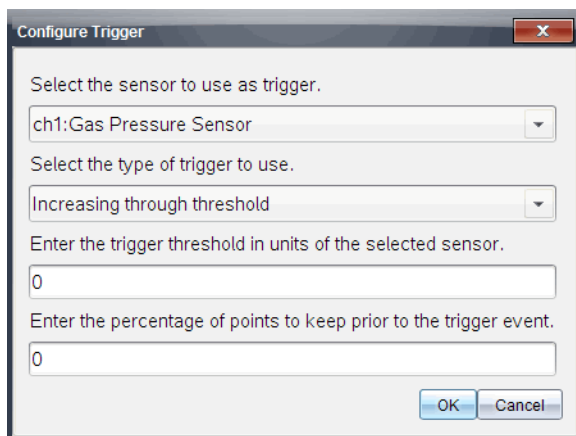 Configure Trigger
Select the sensor to use as trigger.
ch1:Gas Pressure Sensor
Select the type of trigger to use.
Increasing through threshold
Enter the trigger threshold in units of the selected sensor.
0
Enter the percentage of points to keep prior to the trigger event.
0
OK Cancel